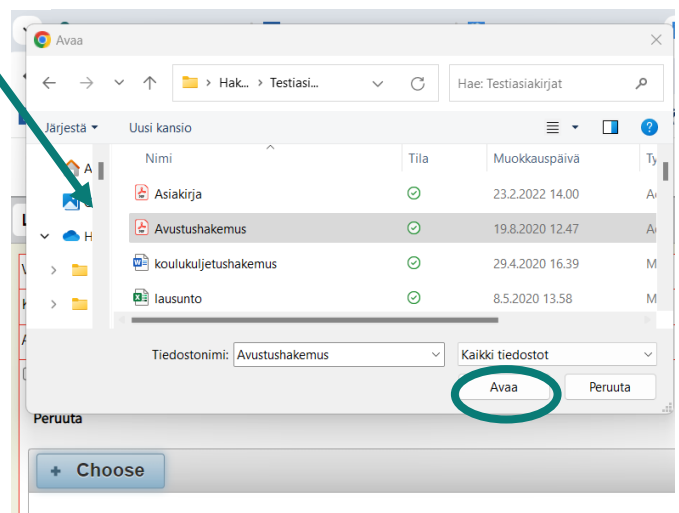 Avaa
Hak... > Testiasi...
Hae: Testiasiakirjat
Järjestä
Uusi kansio
?
Nimi Tila Muokkauspäivä Ty
A
Asiakirja 23.2.2022 14.00 A
Avustushakemus 19.8.2020 12.47 A
H
koulukuljetushakemus 29.4.2020 16.39 M
lausunto 8.5.2020 13.58 M
Tiedostonimi: Avustushakemus Kaikki tiedostot
Avaa Peruuta
Peruuta
+ Choose